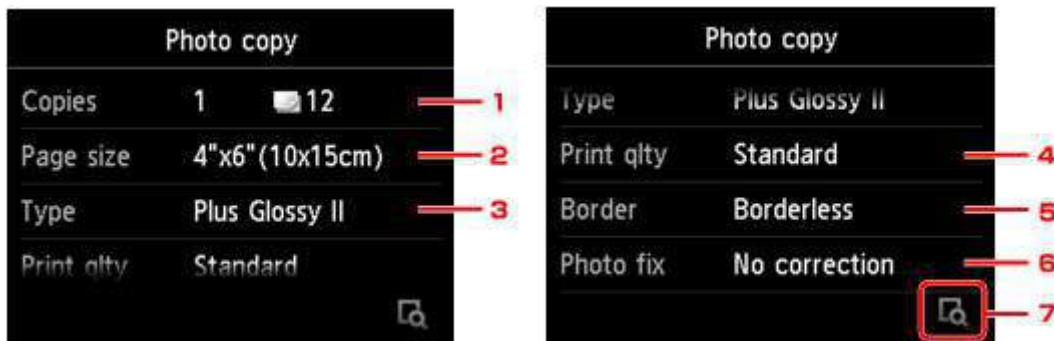 Photo copy
Copies 1 12 1
Page size 4"x6"(10x15cm) 2
Type Plus Glossy II 3
Print qlty Standard
Photo copy
Type Plus Glossy II
Print qlty Standard 4
Border Borderless 5
Photo fix No correction 6
7